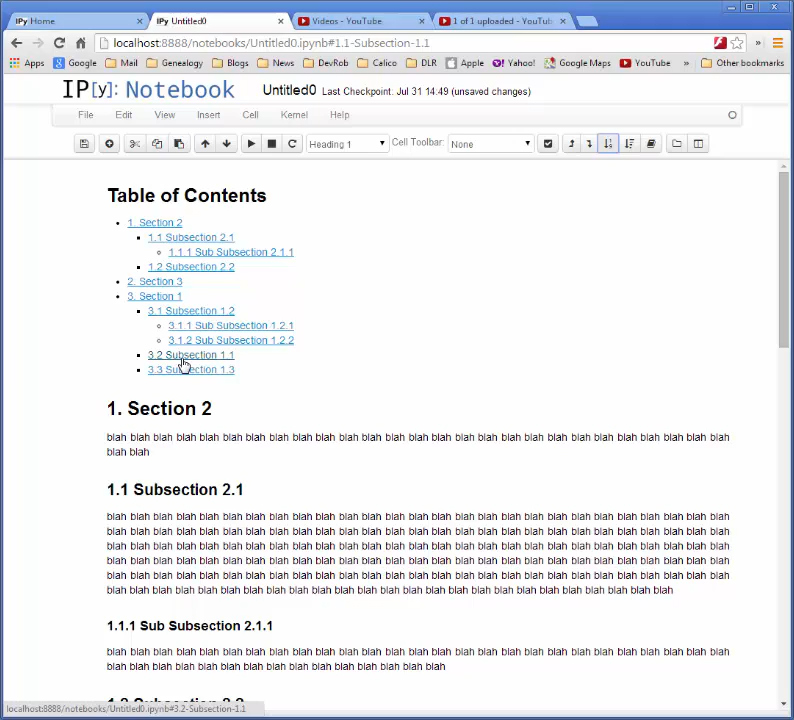 IPy Home
IPy Untitled0
Videos - YouTube
1 of 1 uploaded - YouTub
localhost:8888/notebooks/Untitled0.ipynb#1.1-Subsection-1.1
Apps Google Mail Genealogy Blogs News DevRob Calico DLR Apple Yahoo! Google Maps YouTube » Other bookmarks
IP[y]: Notebook Untitled0 Last Checkpoint: Jul 31 14:49 (unsaved changes)
File Edit View Insert Cell Kernel Help
Heading 1 Cell Toolbar: None
Table of Contents
1. Section 2
1.1 Subsection 2.1
1.1.1 Sub Subsection 2.1.1
1.2 Subsection 2.2
2. Section 3
3. Section 1
3.1 Subsection 1.2
3.1.1 Sub Subsection 1.2.1
3.1.2 Sub Subsection 1.2.2
3.2 Subsection 1.1
3.3 Subsection 1.3
1. Section 2
blah blah blah blah blah blah blah blah blah blah blah blah blah blah blah blah blah blah blah blah blah blah blah blah blah blah blah
blah blah
1.1 Subsection 2.1
blah blah blah blah blah blah blah blah blah blah blah blah blah blah blah blah blah blah blah blah blah blah blah blah blah blah blah
blah blah blah blah blah blah blah blah blah blah blah blah blah blah blah blah blah blah blah blah blah blah blah blah blah blah blah
blah blah blah blah blah blah blah blah blah blah blah blah blah blah blah blah blah blah blah blah blah blah blah blah blah blah blah
blah blah blah blah blah blah blah blah blah blah blah blah blah blah blah blah blah blah blah blah blah blah blah blah blah blah blah
blah blah blah blah blah blah blah blah blah blah blah blah blah blah blah blah blah blah blah blah blah blah blah blah blah blah blah
blah blah blah blah blah blah blah blah blah blah blah blah blah blah blah blah blah blah blah blah blah blah blah blah
1.1.1 Sub Subsection 2.1.1
blah blah blah blah blah blah blah blah blah blah blah blah blah blah blah blah blah blah blah blah blah blah blah blah blah blah blah
blah blah blah blah blah blah blah blah blah blah blah blah blah blah
1.2 Subsection 2.2
localhost:8888/notebooks/Untitled0.ipynb#3.2-Subsection-1.1